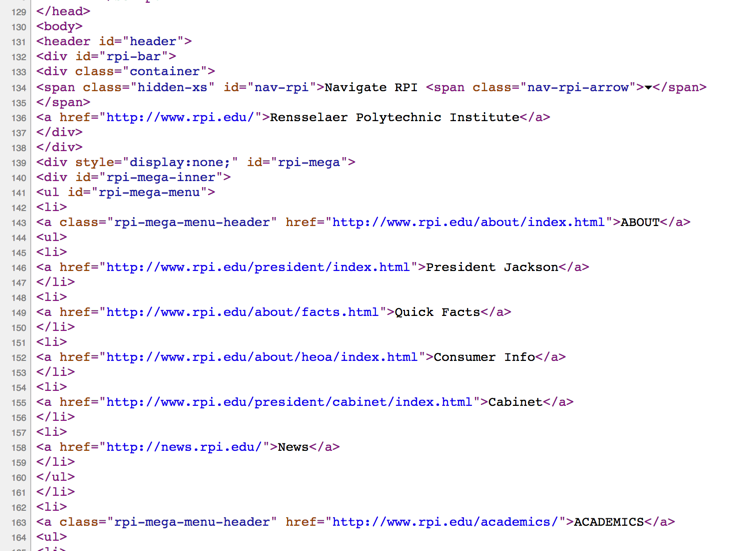 129 </head>
130 <body>
131 <header id="header">
132 <div id="rpi-bar">
133 <div class="container">
134 <span class="hidden-xs" id="nav-rpi">Navigate RPI <span class="nav-rpi-arrow">▾</span>
135 </span>
136 <a href="http://www.rpi.edu/">Rensselaer Polytechnic Institute</a>
137 </div>
138 </div>
139 <div style="display:none;" id="rpi-mega">
140 <div id="rpi-mega-inner">
141 <ul id="rpi-mega-menu">
142 <li>
143 <a class="rpi-mega-menu-header" href="http://www.rpi.edu/about/index.html">ABOUT</a>
144 <ul>
145 <li>
146 <a href="http://www.rpi.edu/president/index.html">President Jackson</a>
147 </li>
148 <li>
149 <a href="http://www.rpi.edu/about/facts.html">Quick Facts</a>
150 </li>
151 <li>
152 <a href="http://www.rpi.edu/about/heoa/index.html">Consumer Info</a>
153 </li>
154 <li>
155 <a href="http://www.rpi.edu/president/cabinet/index.html">Cabinet</a>
156 </li>
157 <li>
158 <a href="http://news.rpi.edu/">News</a>
159 </li>
160 </ul>
161 </li>
162 <li>
163 <a class="rpi-mega-menu-header" href="http://www.rpi.edu/academics/">ACADEMICS</a>
164 <ul>
<li>